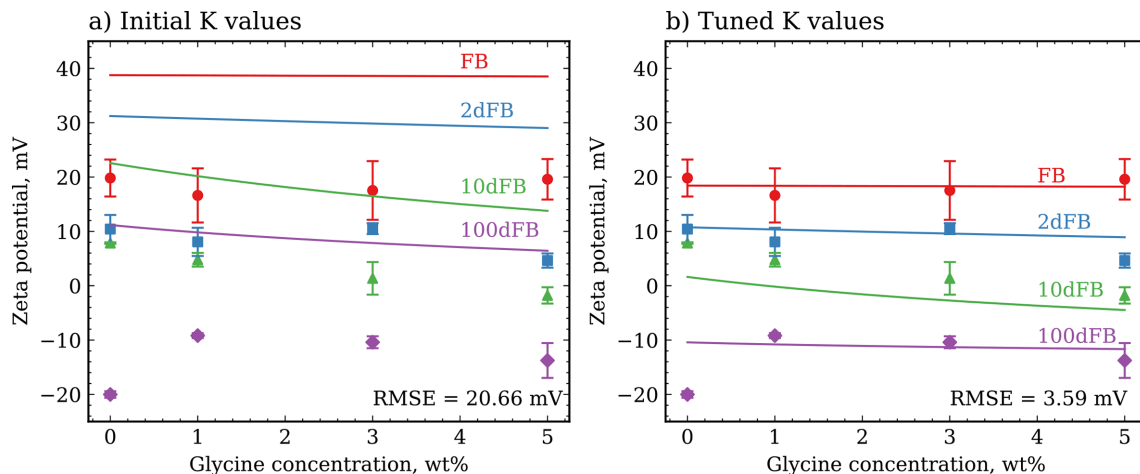 a) Initial K values
Zeta potential, mV
40
30
20
10
0
−10
−20
FB
2dFB
10dFB
100dFB
RMSE = 20.66 mV
0
1
2
3
4
5
Glycine concentration, wt%
b) Tuned K values
Zeta potential, mV
40
30
20
10
0
−10
−20
FB
2dFB
10dFB
100dFB
RMSE = 3.59 mV
0
1
2
3
4
5
Glycine concentration, wt%